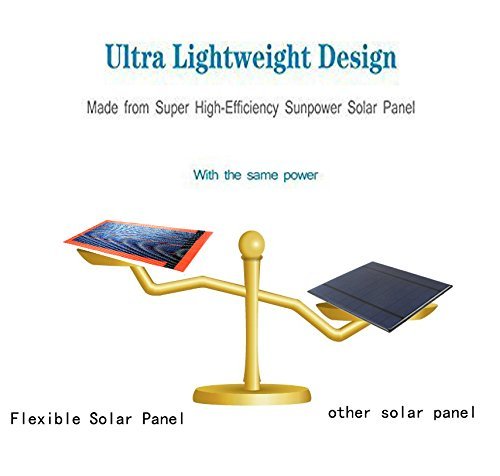 Ultra Lightweight Design
Made from Super High-Efficiency Sunpower Solar Panel
With the same power
Flexible Solar Panel
other solar panel